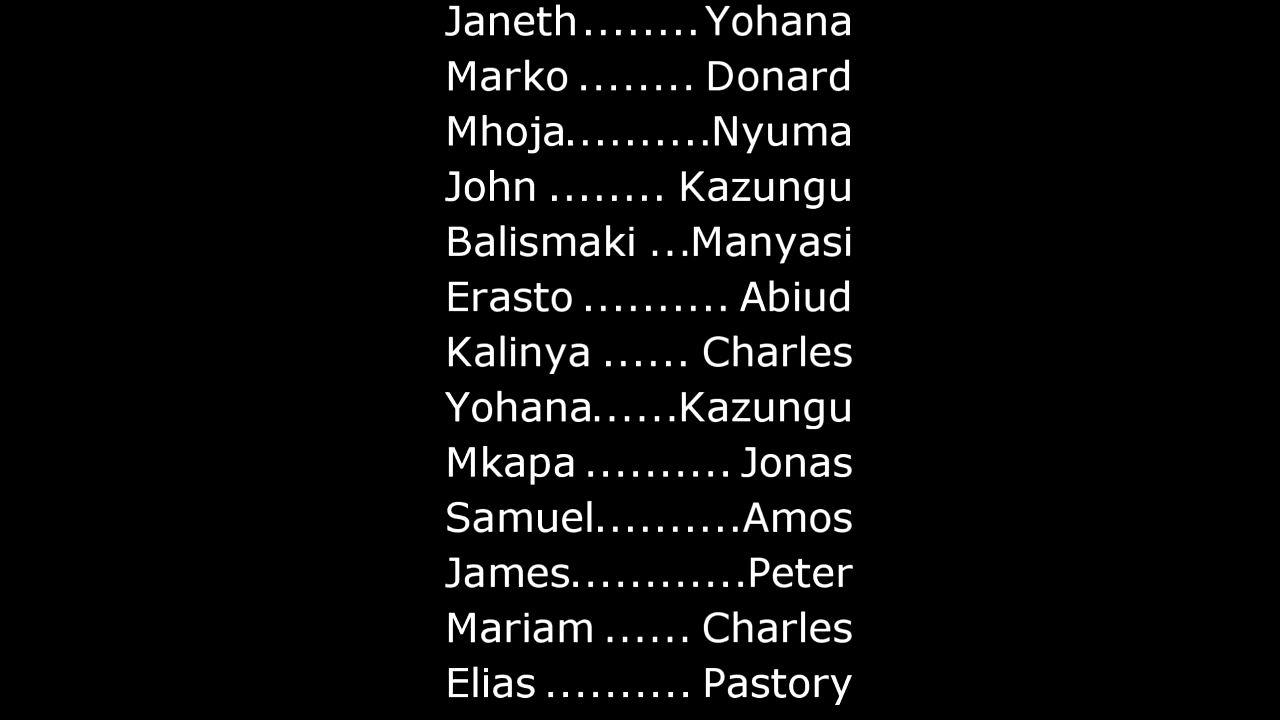 Janeth........ Yohana
Marko ........ Donard
Mhoja..........Nyuma
John ........ Kazungu
Balismaki ...Manyasi
Erasto .......... Abiud
Kalinya ...... Charles
Yohana......Kazungu
Mkapa .......... Jonas
Samuel..........Amos
James............Peter
Mariam ...... Charles
Elias .......... Pastory